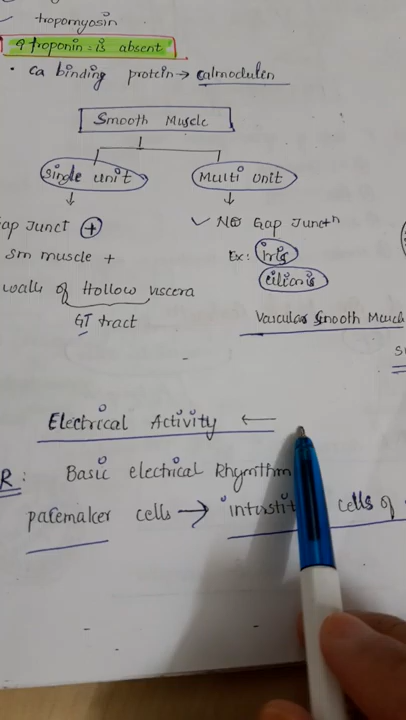 tropomyosin
troponin is absent
• ca binding protein → calmodulin
Smooth Muscle
Single unit
Multi unit
Gap Junct +
✓ NO Gap Junctn
Sm muscle +
Ex: iris
ciliaris
walls of Hollow viscera
GI tract
Vascular Smooth Muscle
Electrical Activity ←
R: Basic electrical Rhythm
pacemaker cells → cells of